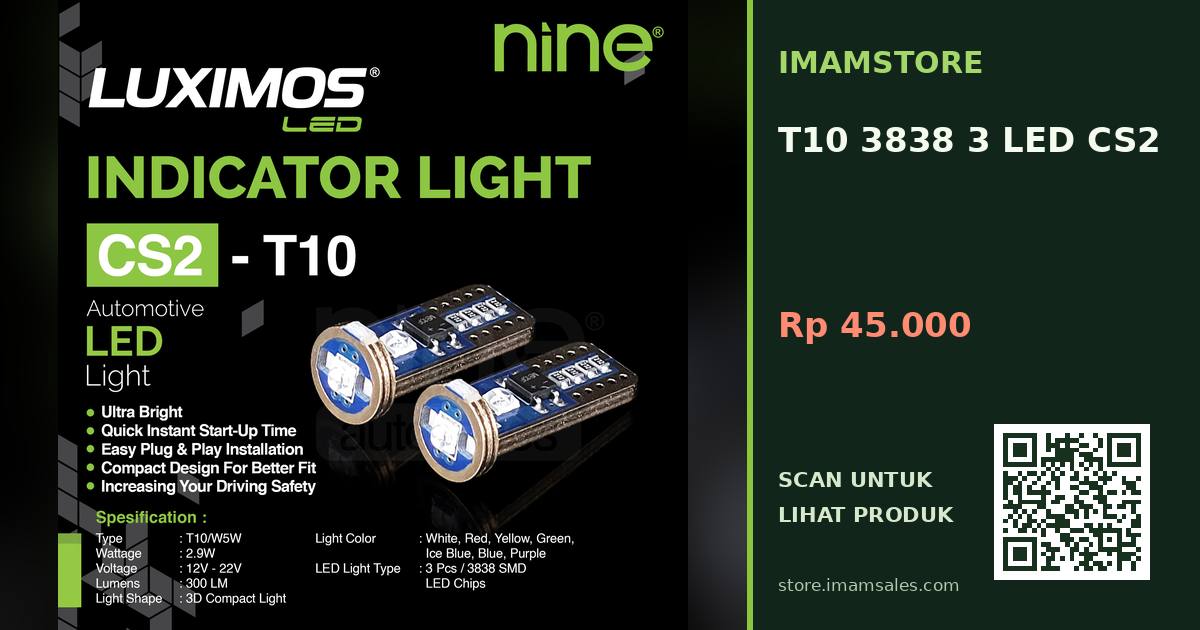 nine®
LUXIMOS®
LED
INDICATOR LIGHT
CS2 - T10
Automotive
LED
Light
Ultra Bright
Quick Instant Start-Up Time
Easy Plug & Play Installation
Compact Design For Better Fit
Increasing Your Driving Safety
Spesification :
Type : T10/W5W
Wattage : 2.9W
Voltage : 12V - 22V
Lumens : 300 LM
Light Shape : 3D Compact Light
Light Color : White, Red, Yellow, Green,
Ice Blue, Blue, Purple
LED Light Type : 3 Pcs / 3838 SMD
LED Chips
IMAMSTORE
T10 3838 3 LED CS2
Rp 45.000
SCAN UNTUK
LIHAT PRODUK
store.imamsales.com